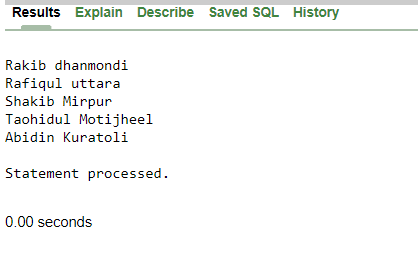 Results Explain Describe Saved SQL History
Rakib dhanmondi
Rafiqul uttara
Shakib Mirpur
Taohidul Motijheel
Abidin Kuratoli
Statement processed.
0.00 seconds